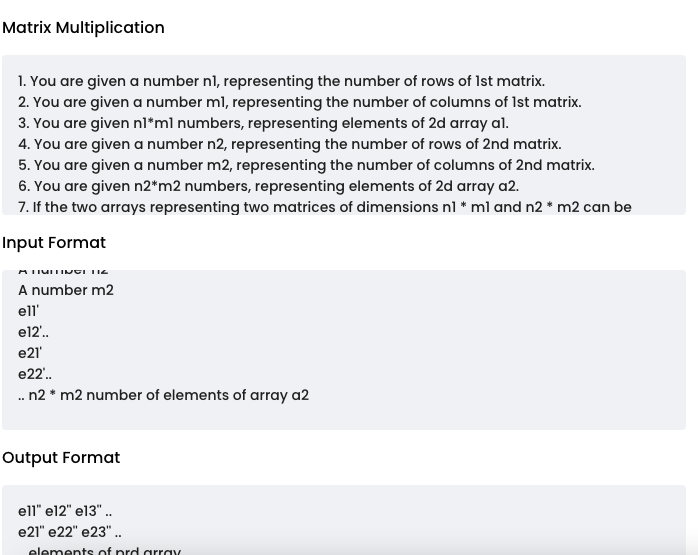 Matrix Multiplication
1. You are given a number n1, representing the number of rows of 1st matrix.
2. You are given a number m1, representing the number of columns of 1st matrix.
3. You are given n1*m1 numbers, representing elements of 2d array a1.
4. You are given a number n2, representing the number of rows of 2nd matrix.
5. You are given a number m2, representing the number of columns of 2nd matrix.
6. You are given n2*m2 numbers, representing elements of 2d array a2.
7. If the two arrays representing two matrices of dimensions n1 * m1 and n2 * m2 can be
Input Format
A number n2
A number m2
e11'
e12'..
e21'
e22'..
.. n2 * m2 number of elements of array a2
Output Format
e11'' e12'' e13'' ..
e21'' e22'' e23'' ..
.. elements of prd array